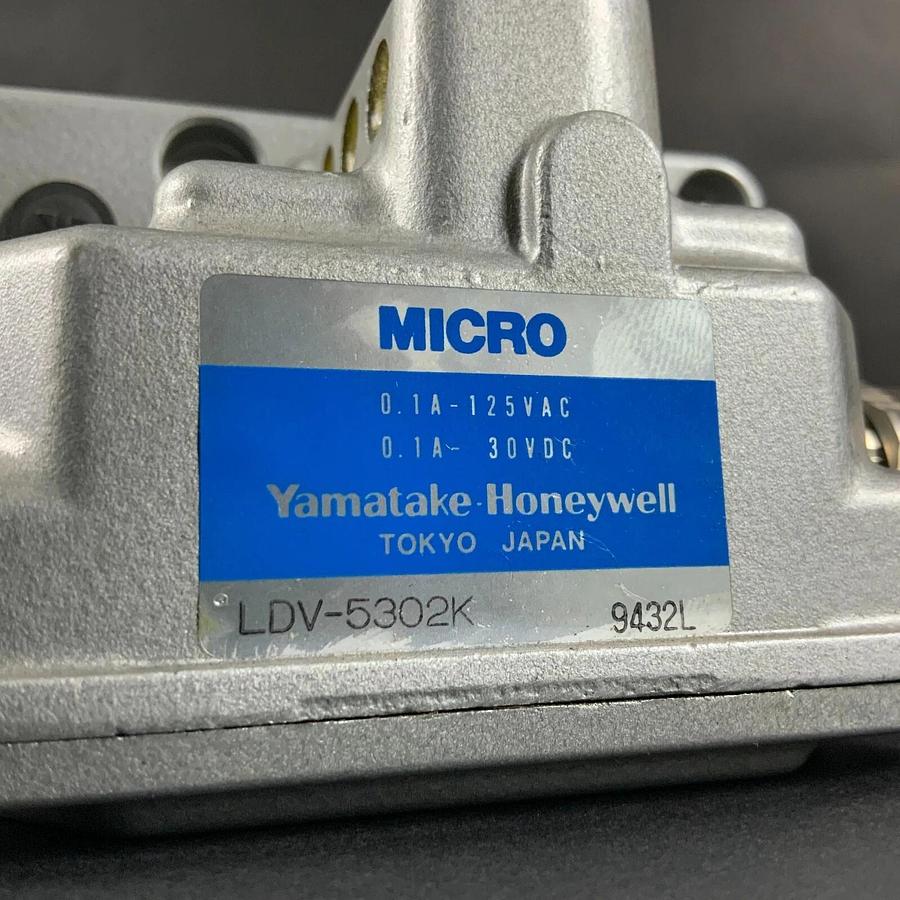 MICRO
0.1A-125VAC
0.1A- 30VDC
Yamatake-Honeywell
TOKYO JAPAN
LDV-5302K 9432L